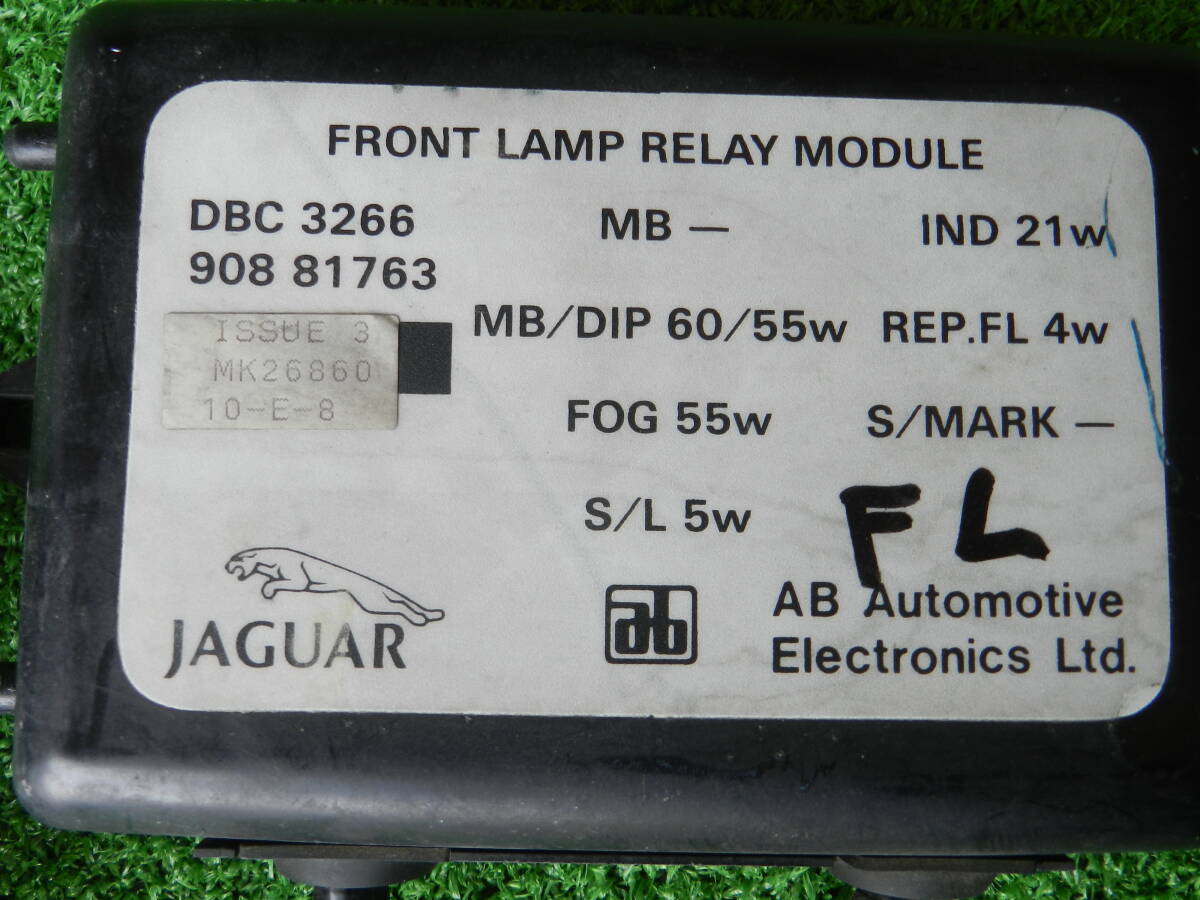 FRONT LAMP RELAY MODULE
DBC 3266 MB — IND 21w
908 81763
MB/DIP 60/55w REP.FL 4w
ISSUE 3
MK26860
10-E-8
FOG 55w S/MARK —
S/L 5w
FL
JAGUAR
ab
AB Automotive
Electronics Ltd.